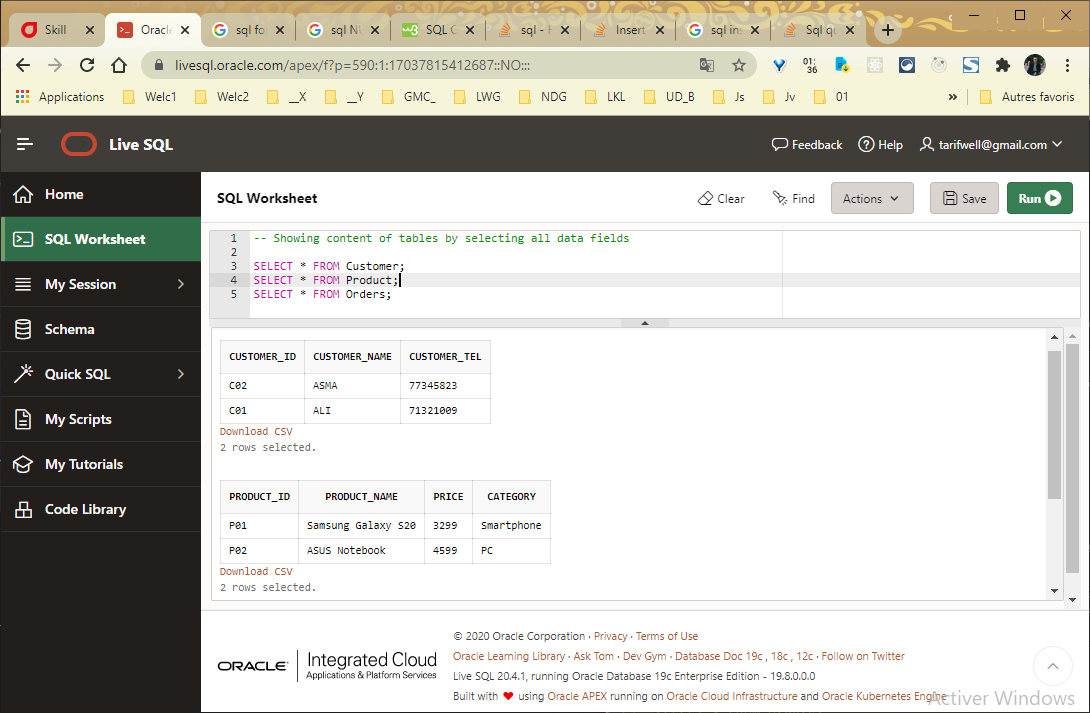 Skill
Oracle
sql fo
sql N
w3 SQL C
sql - H
Insert
sql in
Sql q
livesql.oracle.com/apex/f?p=590:1:17037815412687::NO:::
01:
36
Applications Welc1 Welc2 __X __Y GMC_ LWG NDG LKL UD_B Js Jv 01 » Autres favoris
Live SQL
Feedback Help tarifwell@gmail.com
Home
SQL Worksheet
My Session
Schema
Quick SQL
My Scripts
My Tutorials
Code Library
SQL Worksheet
Clear Find Actions Save Run
1 -- Showing content of tables by selecting all data fields
2
3 SELECT * FROM Customer;
4 SELECT * FROM Product;
5 SELECT * FROM Orders;
CUSTOMER_ID CUSTOMER_NAME CUSTOMER_TEL
C02 ASMA 77345823
C01 ALI 71321009
Download CSV
2 rows selected.
PRODUCT_ID PRODUCT_NAME PRICE CATEGORY
P01 Samsung Galaxy S20 3299 Smartphone
P02 ASUS Notebook 4599 PC
Download CSV
2 rows selected.
ORACLE Integrated Cloud
Applications & Platform Services
© 2020 Oracle Corporation · Privacy · Terms of Use
Oracle Learning Library · Ask Tom · Dev Gym · Database Doc 19c , 18c , 12c · Follow on Twitter
Live SQL 20.4.1, running Oracle Database 19c Enterprise Edition - 19.8.0.0.0
Built with ❤ using Oracle APEX running on Oracle Cloud Infrastructure and Oracle Kubernetes Engine
Activer Windows